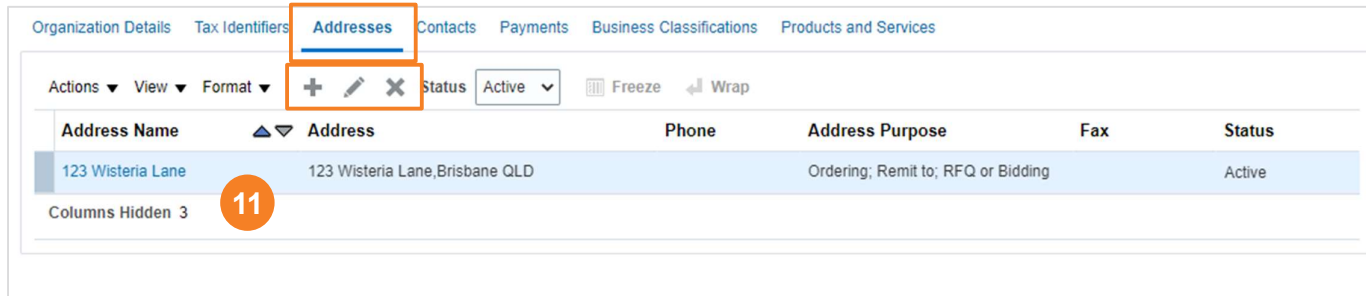 Organization Details Tax Identifiers Addresses Contacts Payments Business Classifications Products and Services
Actions View Format Status Active Freeze Wrap
Address Name Address Phone Address Purpose Fax Status
123 Wisteria Lane 123 Wisteria Lane,Brisbane QLD Ordering; Remit to; RFQ or Bidding Active
Columns Hidden 3
11